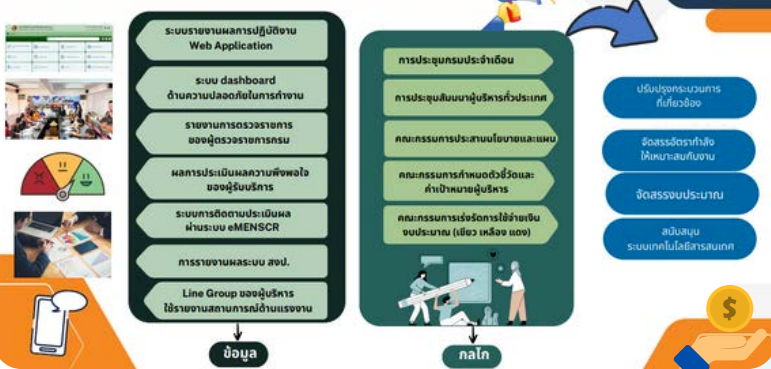 ระบบรายงานผลการปฏิบัติงาน
Web Application
ระบบ dashboard
ด้านความปลอดภัยในการทำงาน
รายงานการตรวจราชการ
ของผู้ตรวจราชการกรม
ผลการประเมินผลความพึงพอใจ
ของผู้รับบริการ
ระบบการติดตามประเมินผล
ผ่านระบบ eMENSCR
การรายงานผลระบบ สงป.
Line Group ของผู้บริหาร
ใช้รายงานสถานการณ์ด้านแรงงาน
ข้อมูล
การประชุมกรมประจำเดือน
การประชุมสัมมนาผู้บริหารทั่วประเทศ
คณะกรรมการประสานนโยบายและแผน
คณะกรรมการกำหนดตัวชี้วัดและ
ค่าเป้าหมายผู้บริหาร
คณะกรรมการเร่งรัดการใช้จ่ายเงิน
งบประมาณ (เขียว เหลือง แดง)
กลไก
ปรับปรุงกระบวนการ
ที่เกี่ยวข้อง
จัดสรรอัตรากำลัง
ให้เหมาะสมกับงาน
จัดสรรงบประมาณ
สนับสนุน
ระบบเทคโนโลยีสารสนเทศ
$